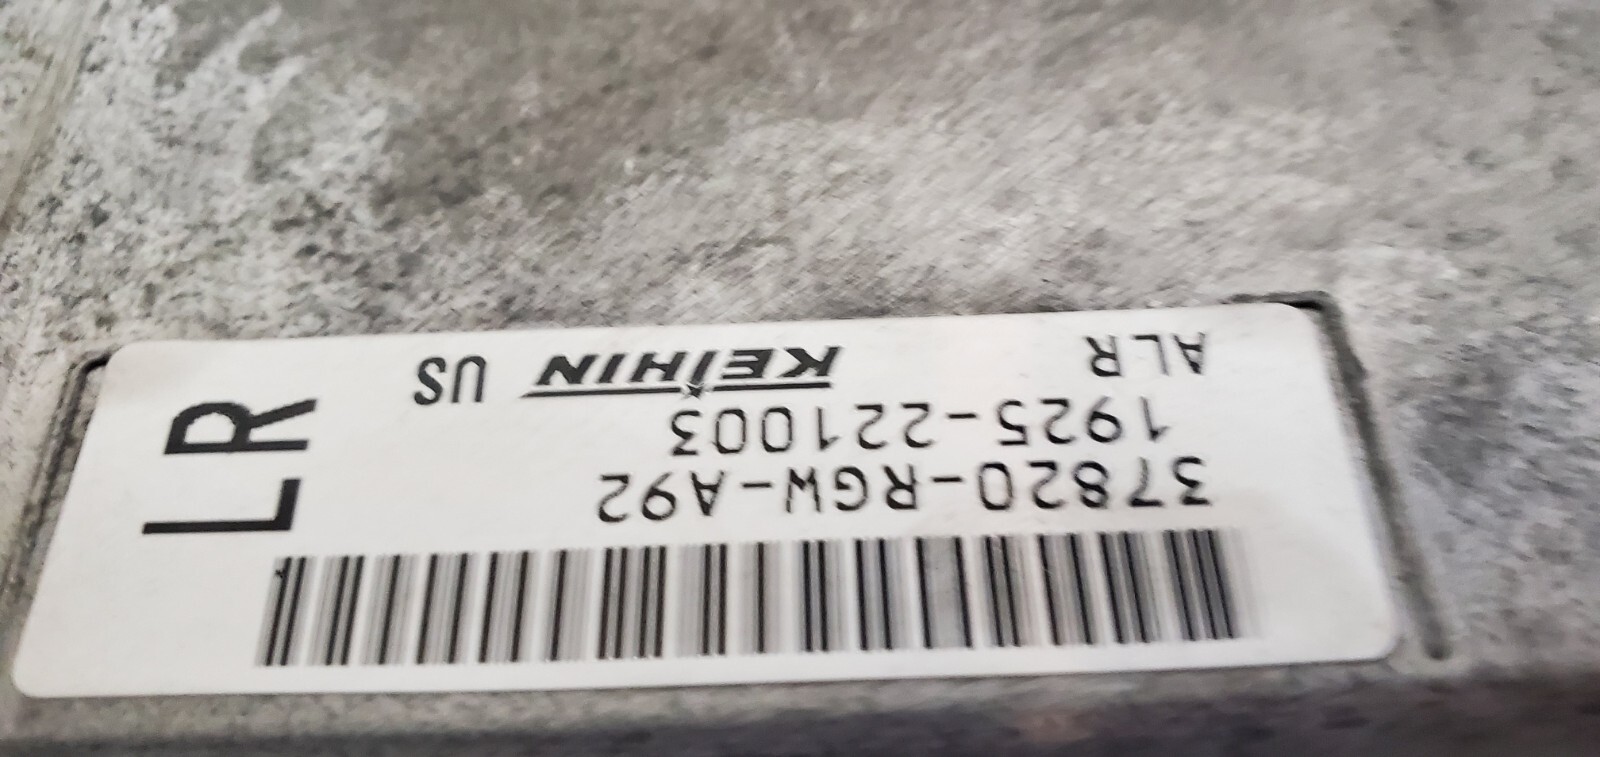 37820-RGW-A92
1925-221003
ALR KEIHIN US
LR